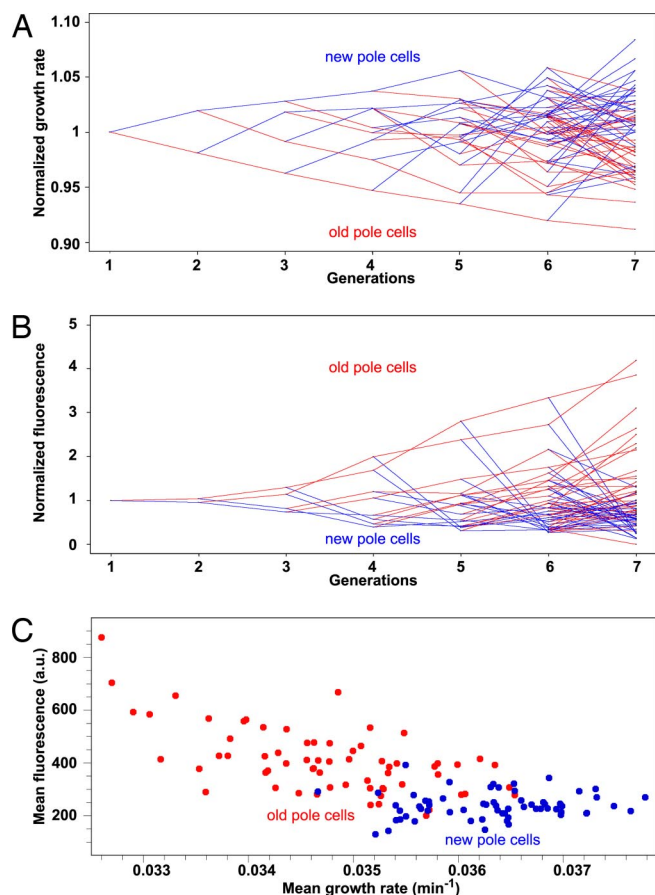 A
Normalized growth rate
1.10
1.05
1
0.95
0.90
new pole cells
old pole cells
1 2 3 4 5 6 7
Generations
B
Normalized fluorescence
5
4
3
2
1
0
old pole cells
new pole cells
1 2 3 4 5 6 7
Generations
C
Mean fluorescence (a.u.)
800
600
400
200
old pole cells
new pole cells
0.033 0.034 0.035 0.036 0.037
Mean growth rate (min⁻¹)